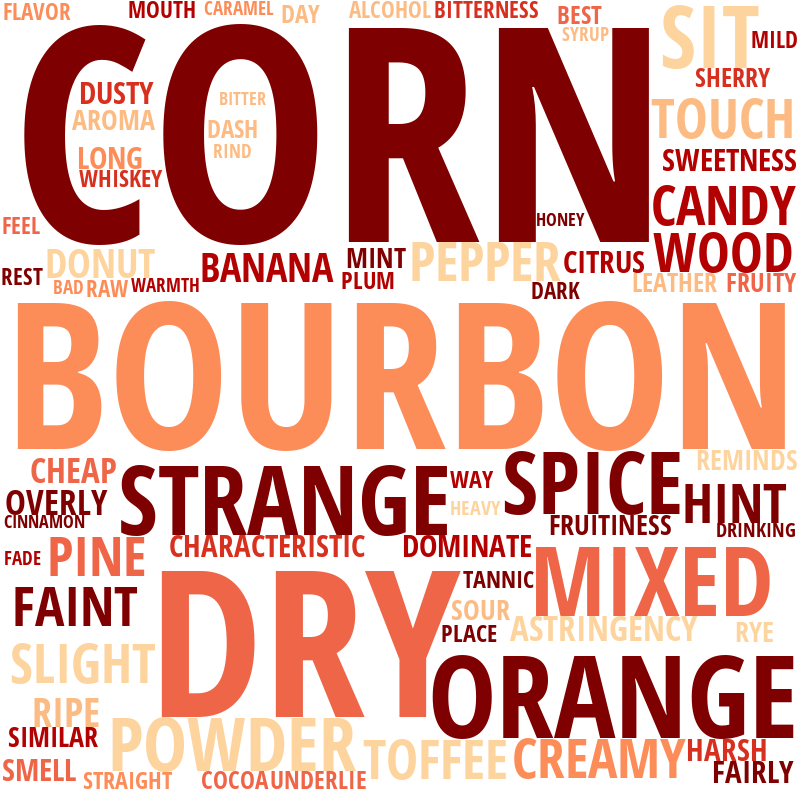 FLAVOR MOUTH CARAMEL DAY ALCOHOL BITTERNESS BEST SIT
SYRUP MILD
CORN
DUSTY BITTER SHERRY
AROMA DASH TOUCH
LONG RIND
WHISKEY SWEETNESS
FEEL HONEY CANDY
DONUT BANANA MINT PEPPER CITRUS WOOD
REST BAD RAW WARMTH PLUM DARK LEATHER FRUITY
BOURBON
CHEAP STRANGE WAY SPICE REMINDS
OVERLY HEAVY HINT
CINNAMON FRUITINESS DRINKING
FADE PINE CHARACTERISTIC DOMINATE MIXED
FAINT DRY TANNIC
SOUR
PLACE ASTRINGENCY RYE
SLIGHT ORANGE
RIPE
SIMILAR POWDER TOFFEE CREAMY HARSH
SMELL STRAIGHT COCOA UNDERLIE FAIRLY